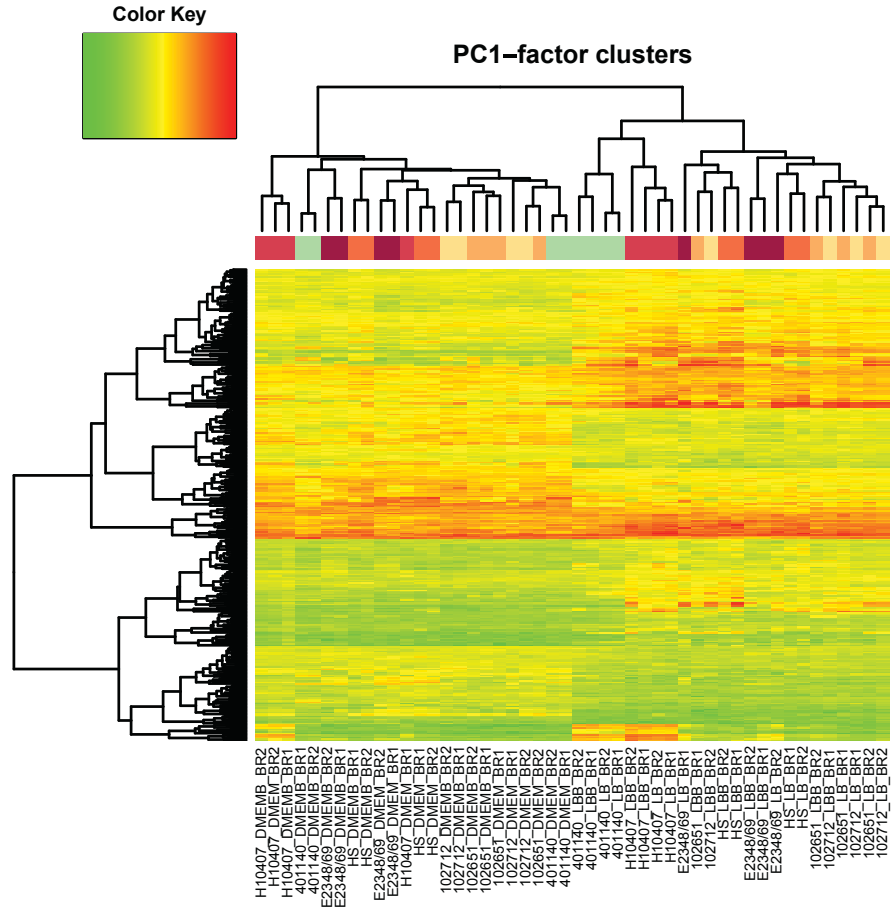 Color Key
PC1–factor clusters
H10407_DMEMB_BR2
H10407_DMEM_BR2
H10407_DMEMB_BR1
401140_DMEMB_BR1
401140_DMEMB_BR2
E2348/69_DMEMB_BR2
E2348/69_DMEMB_BR1
HS_DMEMB_BR1
HS_DMEMB_BR2
E2348/69_DMEM_BR2
E2348/69_DMEM_BR1
H10407_DMEM_BR1
HS_DMEM_BR1
HS_DMEM_BR2
102712_DMEMB_BR2
102712_DMEMB_BR1
102651_DMEMB_BR2
102651_DMEMB_BR1
102651_DMEM_BR1
102712_DMEM_BR1
102712_DMEM_BR2
102651_DMEM_BR2
401140_DMEM_BR2
401140_DMEM_BR1
401140_LBB_BR2
401140_LBB_BR1
401140_LB_BR2
401140_LB_BR1
H10407_LBB_BR2
H10407_LBB_BR1
H10407_LB_BR2
H10407_LB_BR1
E2348/69_LB_BR1
102651_LBB_BR1
102712_LBB_BR2
HS_LBB_BR2
HS_LBB_BR1
E2348/69_LBB_BR2
E2348/69_LBB_BR1
E2348/69_LB_BR2
HS_LB_BR1
HS_LB_BR2
102651_LBB_BR2
102712_LBB_BR1
102651_LB_BR1
102712_LB_BR1
102651_LB_BR2
102712_LB_BR2